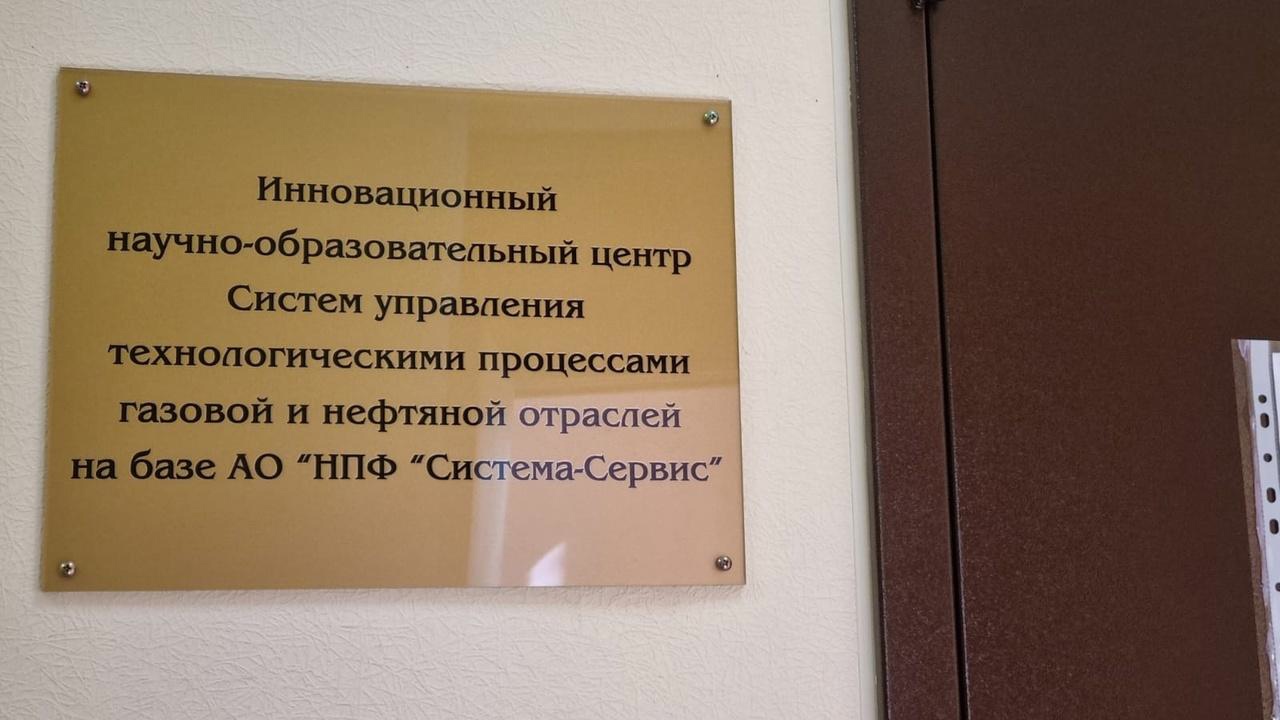 Инновационный
научно-образовательный центр
Систем управления
технологическими процессами
газовой и нефтяной отраслей
на базе АО “НПФ “Система-Сервис”